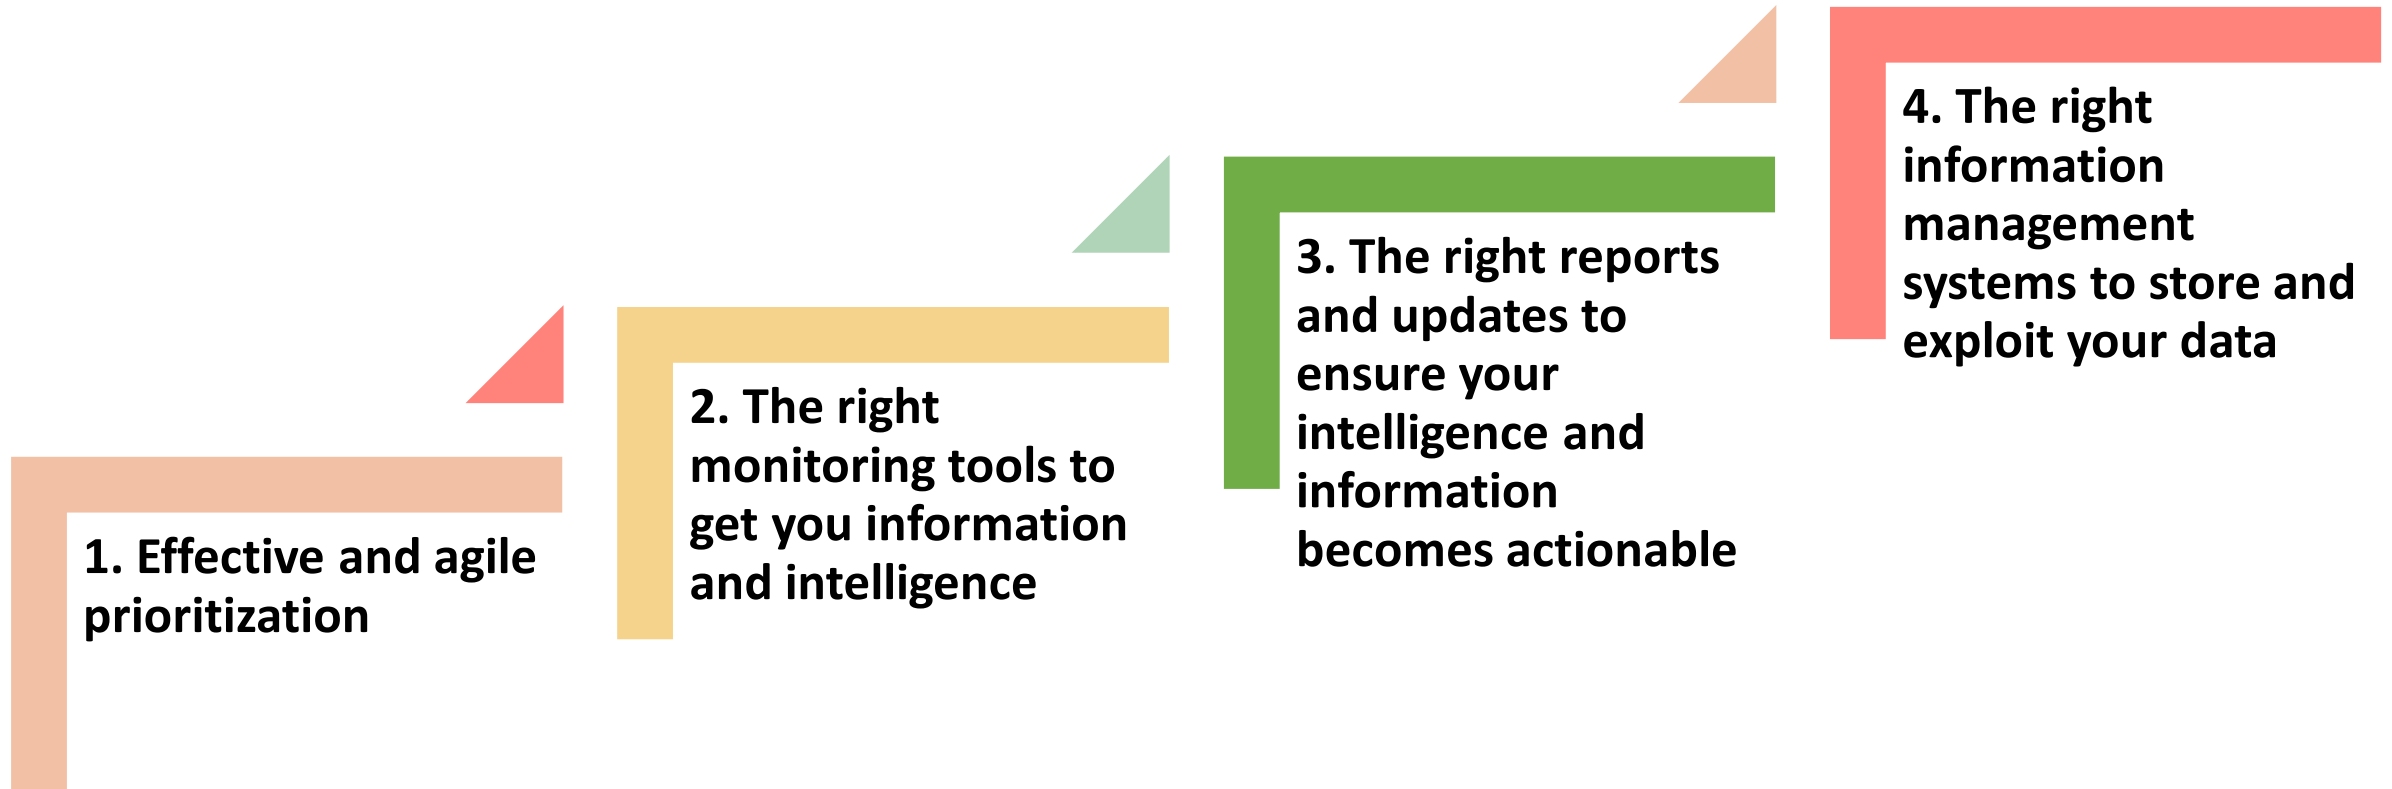 1. Effective and agile
prioritization
2. The right
monitoring tools to
get you information
and intelligence
3. The right reports
and updates to
ensure your
intelligence and
information
becomes actionable
4. The right
information
management
systems to store and
exploit your data